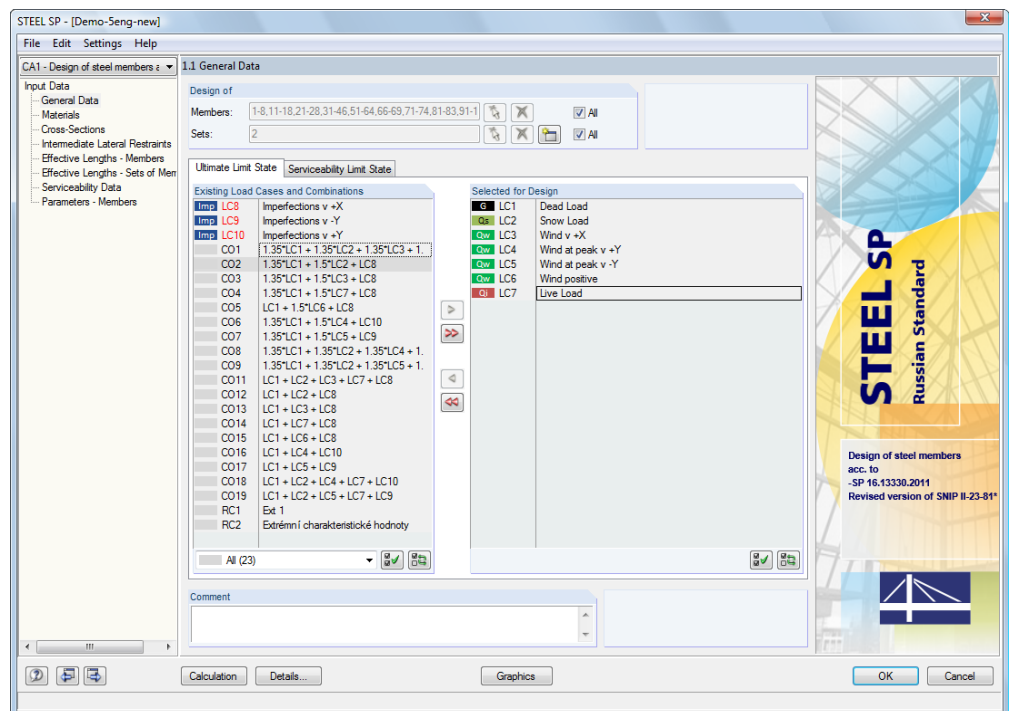 STEEL SP - [Demo-5eng-new]
File Edit Settings Help
CA1 - Design of steel members a
1.1 General Data
Input Data
General Data
Materials
Cross-Sections
Intermediate Lateral Restraints
Effective Lengths - Members
Effective Lengths - Sets of Mem
Serviceability Data
Parameters - Members
Design of
Members: 1-8,11-18,21-28,31-46,51-64,66-69,71-74,81-83,91-1 All
Sets: 2 All
Ultimate Limit State Serviceability Limit State
Existing Load Cases and Combinations
Imp LC8 Imperfections v +X
Imp LC9 Imperfections v -Y
Imp LC10 Imperfections v +Y
CO1 1.35*LC1 + 1.35*LC2 + 1.35*LC3 + 1.
CO2 1.35*LC1 + 1.5*LC2 + LC8
CO3 1.35*LC1 + 1.5*LC3 + LC8
CO4 1.35*LC1 + 1.5*LC7 + LC8
CO5 LC1 + 1.5*LC6 + LC8
CO6 1.35*LC1 + 1.5*LC4 + LC10
CO7 1.35*LC1 + 1.5*LC5 + LC9
CO8 1.35*LC1 + 1.35*LC2 + 1.35*LC4 + 1.
CO9 1.35*LC1 + 1.35*LC2 + 1.35*LC5 + 1.
CO11 LC1 + LC2 + LC3 + LC7 + LC8
CO12 LC1 + LC2 + LC8
CO13 LC1 + LC3 + LC8
CO14 LC1 + LC7 + LC8
CO15 LC1 + LC6 + LC8
CO16 LC1 + LC4 + LC10
CO17 LC1 + LC5 + LC9
CO18 LC1 + LC2 + LC4 + LC7 + LC10
CO19 LC1 + LC2 + LC5 + LC7 + LC9
RC1 Ext 1
RC2 Extrémní charakteristické hodnoty
All (23)
Selected for Design
G LC1 Dead Load
Qs LC2 Snow Load
Qw LC3 Wind v +X
Qw LC4 Wind at peak v +Y
Qw LC5 Wind at peak v -Y
Qw LC6 Wind positive
Qi LC7 Live Load
STEEL SP
Russian Standard
Design of steel members
acc. to
-SP 16.13330.2011
Revised version of SNIP II-23-81*
Comment
Calculation Details... Graphics OK Cancel